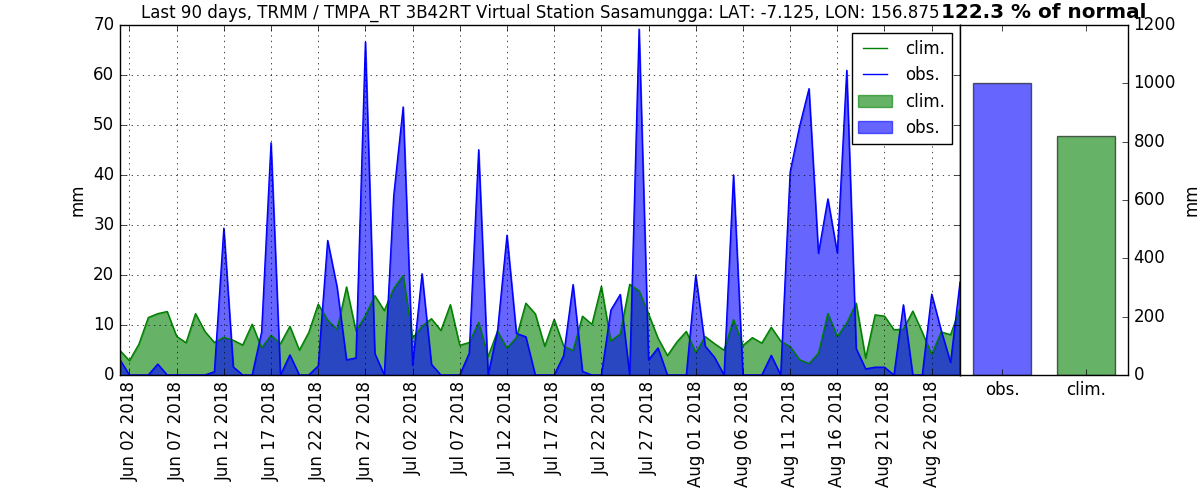 Last 90 days, TRMM / TMPA_RT 3B42RT Virtual Station Sasamungga: LAT: -7.125, LON: 156.875
122.3 % of normal
70
60
50
40
30
20
10
0
mm
clim.
obs.
clim.
obs.
Jun 02 2018
Jun 07 2018
Jun 12 2018
Jun 17 2018
Jun 22 2018
Jun 27 2018
Jul 02 2018
Jul 07 2018
Jul 12 2018
Jul 17 2018
Jul 22 2018
Jul 27 2018
Aug 01 2018
Aug 06 2018
Aug 11 2018
Aug 16 2018
Aug 21 2018
Aug 26 2018
1200
1000
800
600
400
200
0
mm
obs.
clim.